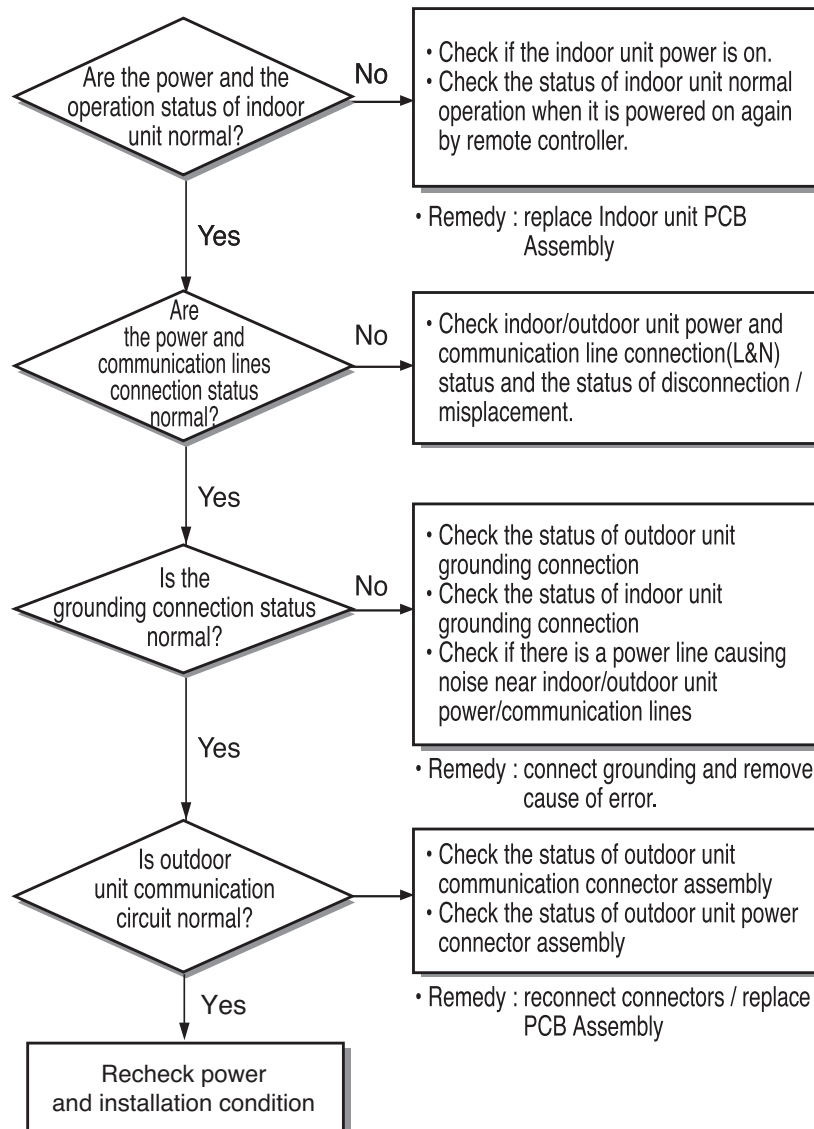 Are the power and the
operation status of indoor
unit normal?
No
• Check if the indoor unit power is on.
• Check the status of indoor unit normal
operation when it is powered on again
by remote controller.
• Remedy : replace Indoor unit PCB
Assembly
Yes
Are
the power and
communication lines
connection status
normal?
No
• Check indoor/outdoor unit power and
communication line connection(L&N)
status and the status of disconnection /
misplacement.
Yes
Is the
grounding connection status
normal?
No
• Check the status of outdoor unit
grounding connection
• Check the status of indoor unit
grounding connection
• Check if there is a power line causing
noise near indoor/outdoor unit
power/communication lines
• Remedy : connect grounding and remove
cause of error.
Yes
Is outdoor
unit communication
circuit normal?
• Check the status of outdoor unit
communication connector assembly
• Check the status of outdoor unit power
connector assembly
• Remedy : reconnect connectors / replace
PCB Assembly
Yes
Recheck power
and installation condition